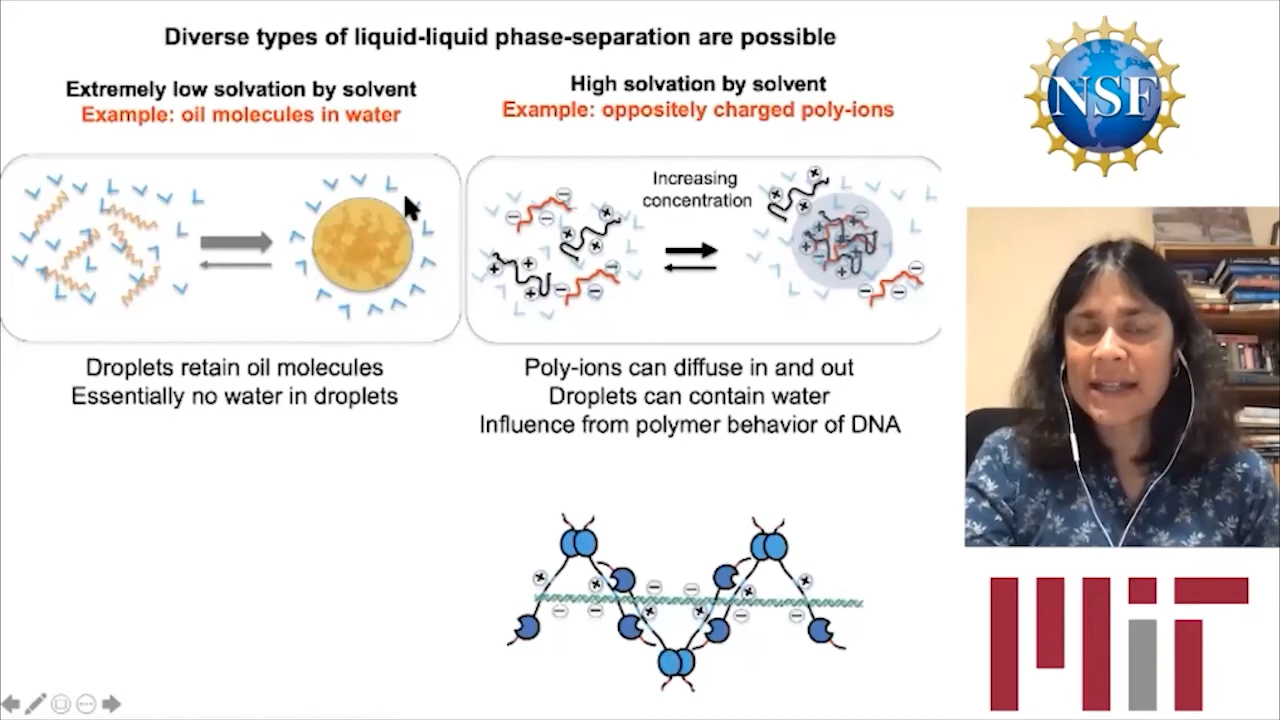 Diverse types of liquid-liquid phase-separation are possible
Extremely low solvation by solvent
Example: oil molecules in water
High solvation by solvent
Example: oppositely charged poly-ions
Increasing
concentration
Droplets retain oil molecules
Essentially no water in droplets
Poly-ions can diffuse in and out
Droplets can contain water
Influence from polymer behavior of DNA
NSF
MIT